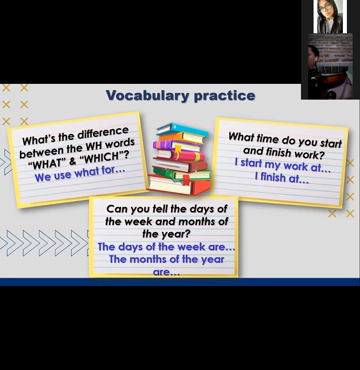 Vocabulary practice
What's the difference
between the WH words
"WHAT" & "WHICH"?
We use what for...
What time do you start
and finish work?
I start my work at...
I finish at...
Can you tell the days of
the week and months of
the year?
The days of the week are...
The months of the year
are...